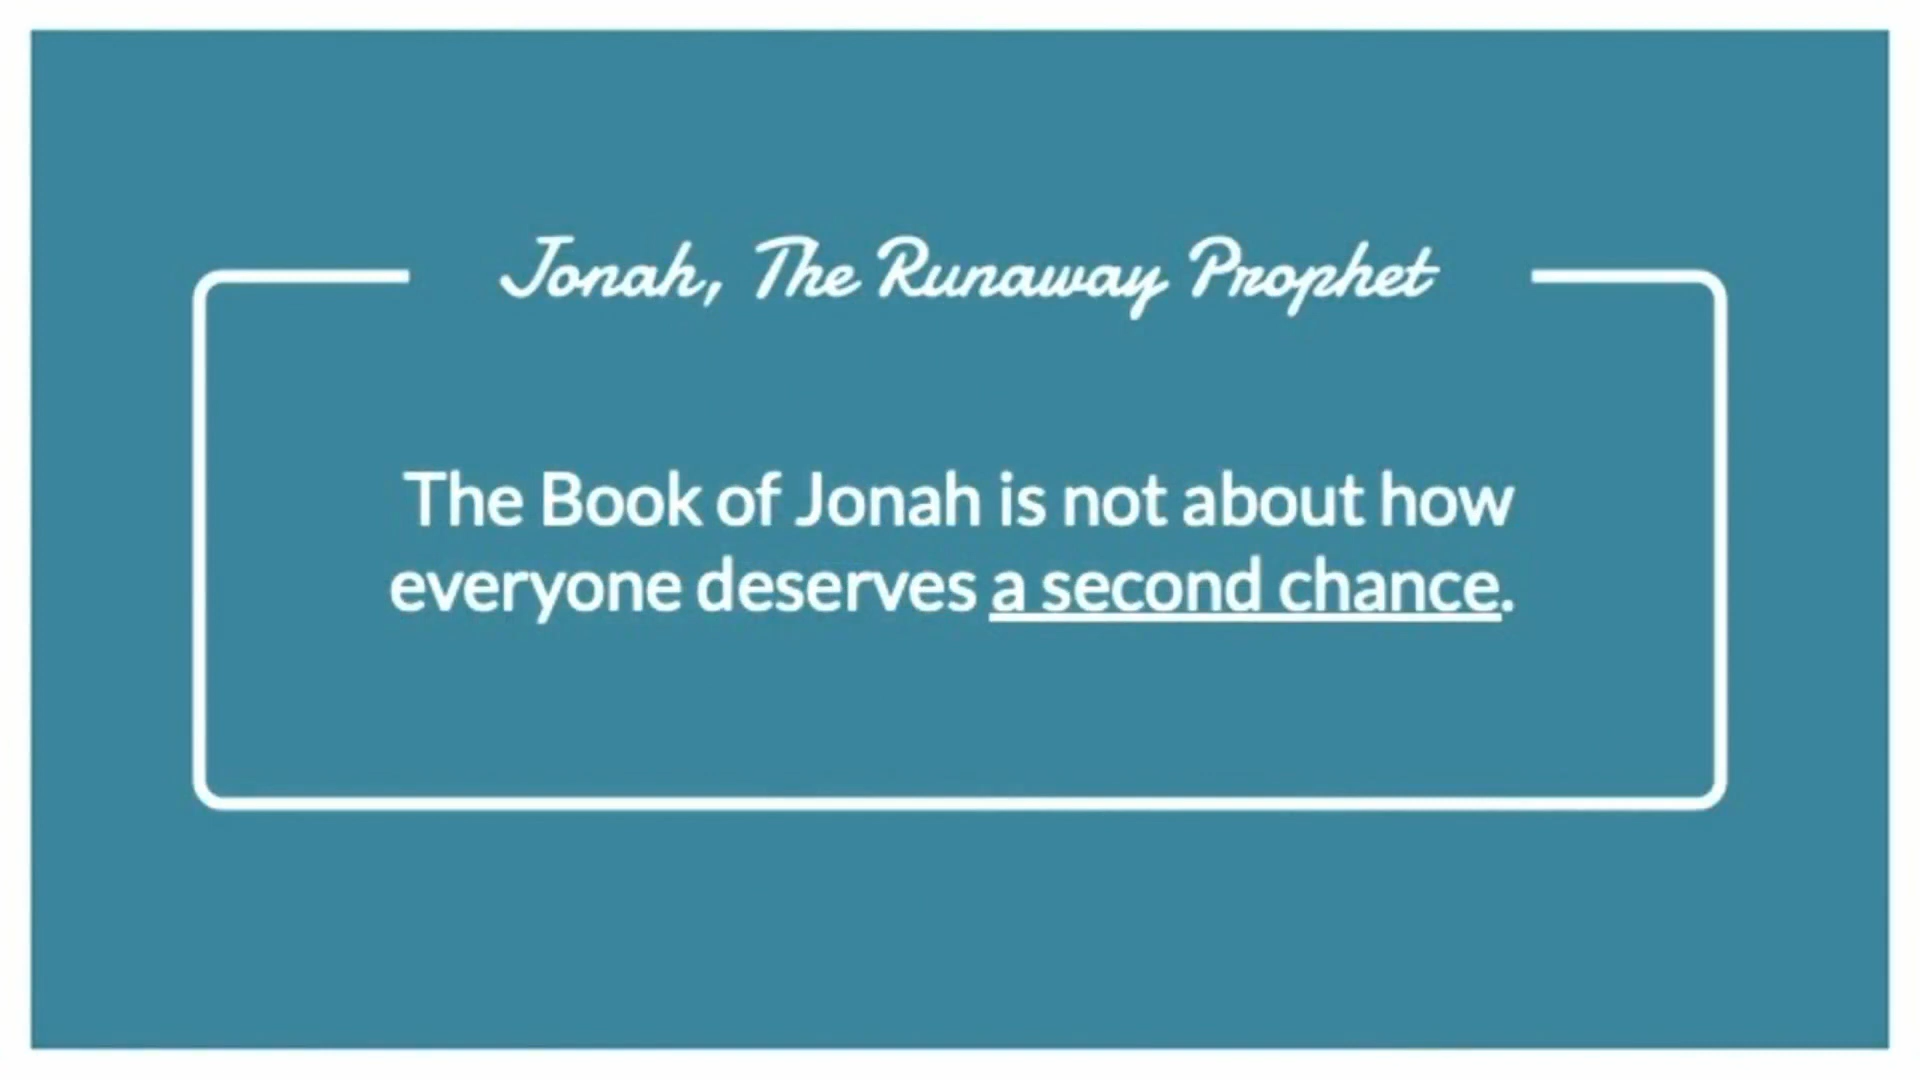 Jonah, The Runaway Prophet
The Book of Jonah is not about how
everyone deserves a second chance.